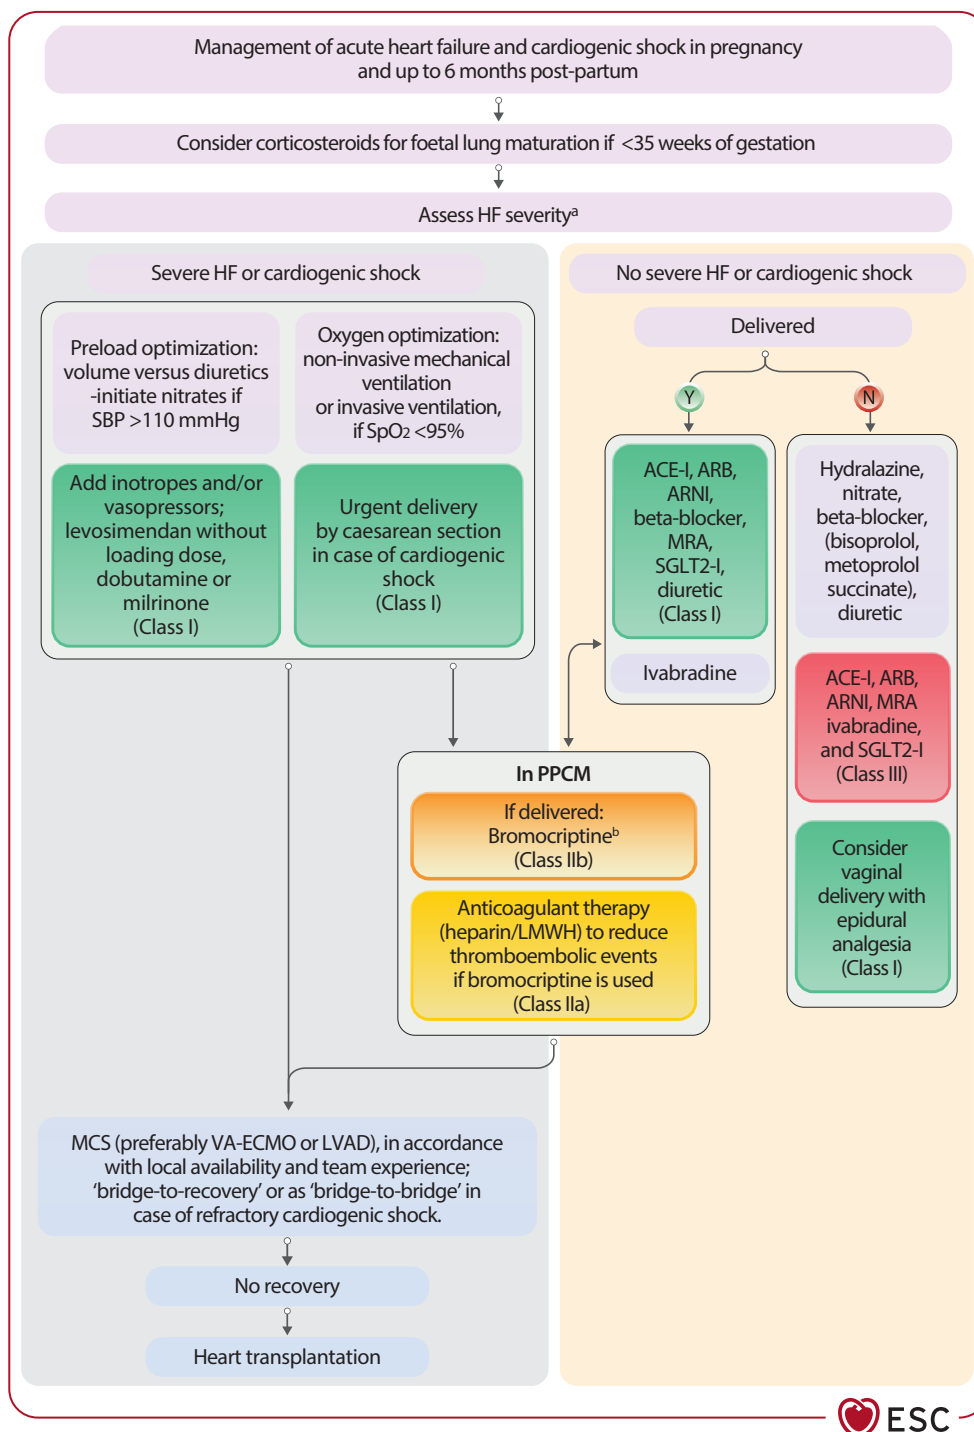 Management of acute heart failure and cardiogenic shock in pregnancy
and up to 6 months post-partum
Consider corticosteroids for foetal lung maturation if <35 weeks of gestation
Assess HF severityᵃ
Severe HF or cardiogenic shock
Preload optimization:
volume versus diuretics
-initiate nitrates if
SBP >110 mmHg
Oxygen optimization:
non-invasive mechanical
ventilation
or invasive ventilation,
if SpO₂ <95%
Add inotropes and/or
vasopressors;
levosimendan without
loading dose,
dobutamine or
milrinone
(Class I)
Urgent delivery
by caesarean section
in case of cardiogenic
shock
(Class I)
No severe HF or cardiogenic shock
Delivered
Y
N
ACE-I, ARB,
ARNI,
beta-blocker,
MRA,
SGLT2-I,
diuretic
(Class I)
Ivabradine
Hydralazine,
nitrate,
beta-blocker,
(bisoprolol,
metoprolol
succinate),
diuretic
ACE-I, ARB,
ARNI, MRA
ivabradine,
and SGLT2-I
(Class III)
Consider
vaginal
delivery with
epidural
analgesia
(Class I)
In PPCM
If delivered:
Bromocriptineᵇ
(Class IIb)
Anticoagulant therapy
(heparin/LMWH) to reduce
thromboembolic events
if bromocriptine is used
(Class IIa)
MCS (preferably VA-ECMO or LVAD), in accordance
with local availability and team experience;
‘bridge-to-recovery’ or as ‘bridge-to-bridge’ in
case of refractory cardiogenic shock.
No recovery
Heart transplantation
ESC